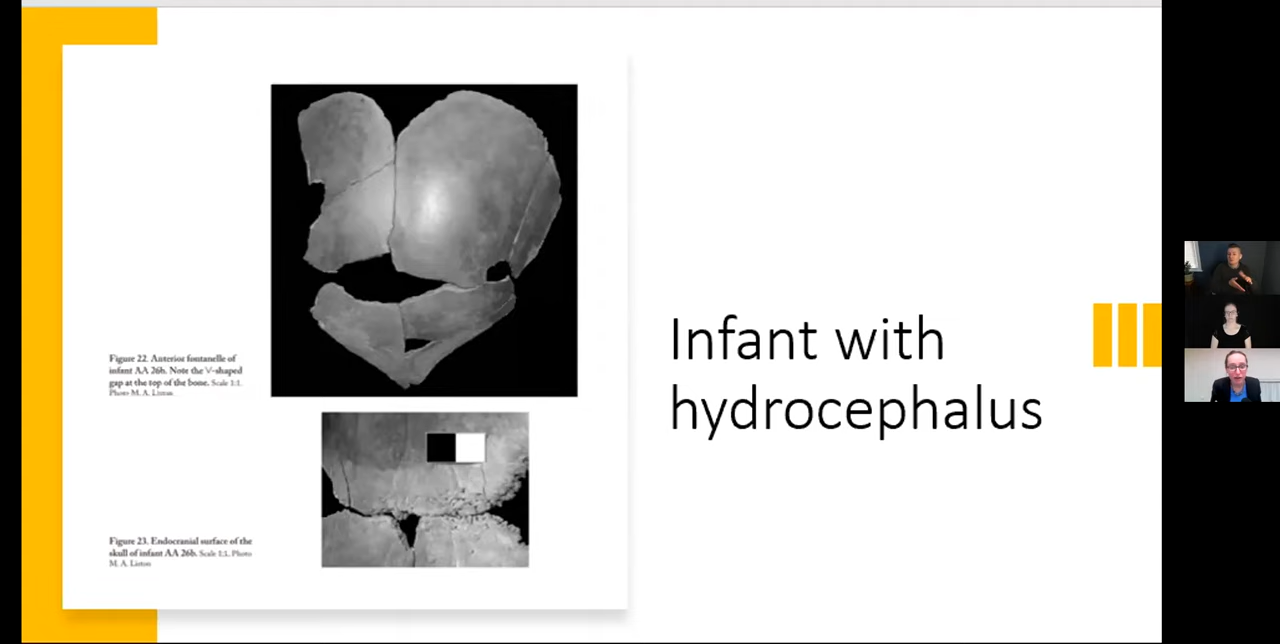 Figure 22. Anterior fontanelle of
infant AA 26b. Note the V-shaped
gap at the top of the bone. Scale 1:1.
Photo M. A. Liston
Figure 23. Endocranial surface of the
skull of infant AA 26b. Scale 1:1. Photo
M. A. Liston
Infant with
hydrocephalus